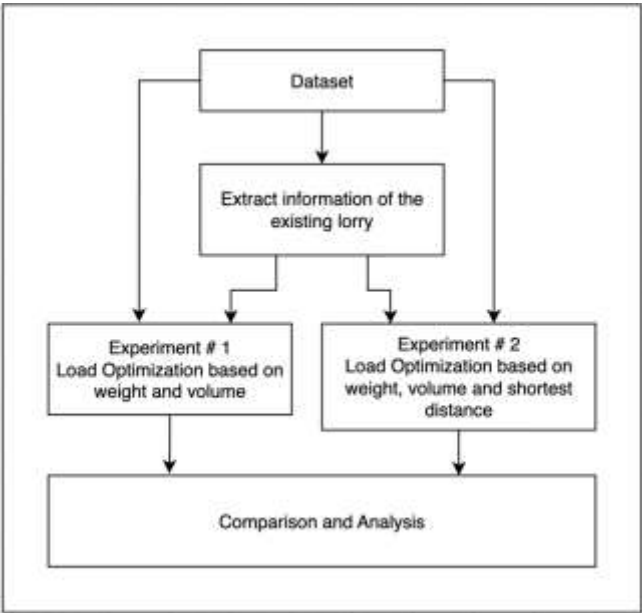 Dataset
Extract information of the
existing lorry
Experiment # 1
Load Optimization based on
weight and volume
Experiment # 2
Load Optimization based on
weight, volume and shortest
distance
Comparison and Analysis